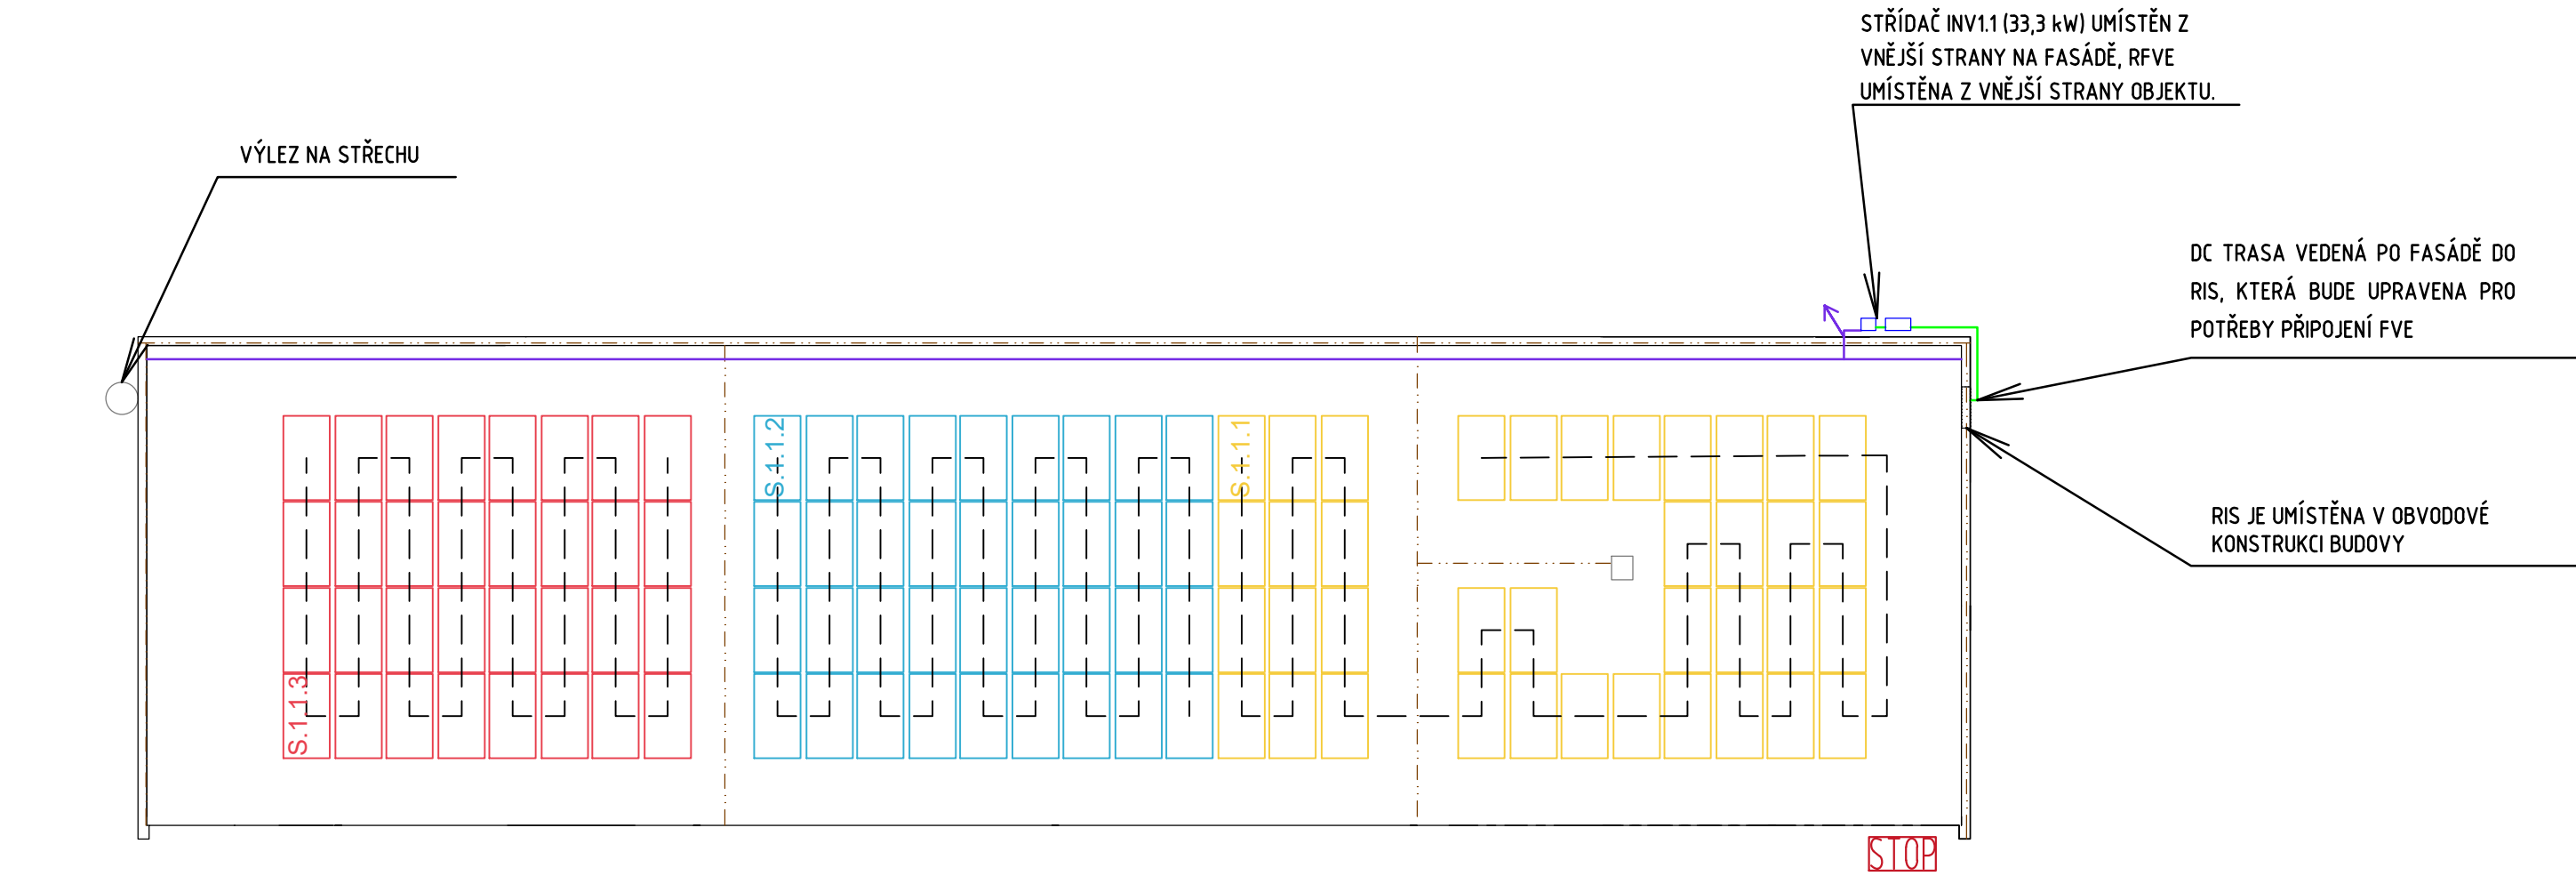 STŘÍDAČ INV1.1 (33,3 kW) UMÍSTĚN Z
VNĚJŠÍ STRANY NA FASÁDĚ, RFVE
UMÍSTĚNA Z VNĚJŠÍ STRANY OBJEKTU.
VÝLEZ NA STŘECHU
DC TRASA VEDENÁ PO FASÁDĚ DO
RIS, KTERÁ BUDE UPRAVENA PRO
POTŘEBY PŘIPOJENÍ FVE
S.1.1.2
S.1.1.1
RIS JE UMÍSTĚNA V OBVODOVÉ
KONSTRUKCI BUDOVY
S.1.1.3
STOP